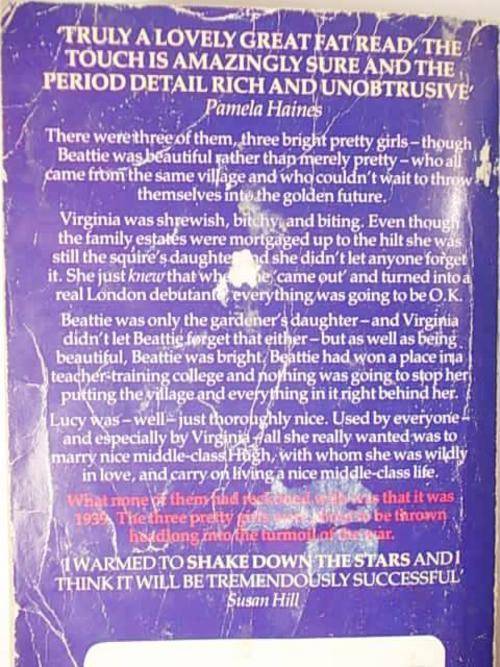 'TRULY A LOVELY GREAT FAT READ. THE
TOUCH IS AMAZINGLY SURE AND THE
PERIOD DETAIL RICH AND UNOBTRUSIVE'
Pamela Haines
There were three of them, three bright pretty girls – though
Beattie was beautiful rather than merely pretty – who all
came from the same village and who couldn't wait to throw
themselves into the golden future.
Virginia was shrewish, and biting. Even though
the family estates were mortgaged up to the hilt she was
still the squire's daughter and she didn't let anyone forget
it. She just knew that when she 'came out' and turned into a
real London debutante everything was going to be O.K.
Beattie was only the gardener's daughter – and Virginia
didn't let Beattie forget that either – but as well as being
beautiful, Beattie was bright. Beattie had won a place in a
teacher-training college and nothing was going to stop her
putting the village and everything in it right behind her.
Lucy was – well – just thoroughly nice. Used by everyone –
and especially by Virginia – all she really wanted was to
marry nice middle-class Hugh, with whom she was wildly
in love, and carry on living a nice middle-class life.
What none of them had reckoned with was that it was
1939. The three pretty girls were about to be thrown
headlong into the turmoil of the war.
'I WARMED TO SHAKE DOWN THE STARS AND I
THINK IT WILL BE TREMENDOUSLY SUCCESSFUL'
Susan Hill